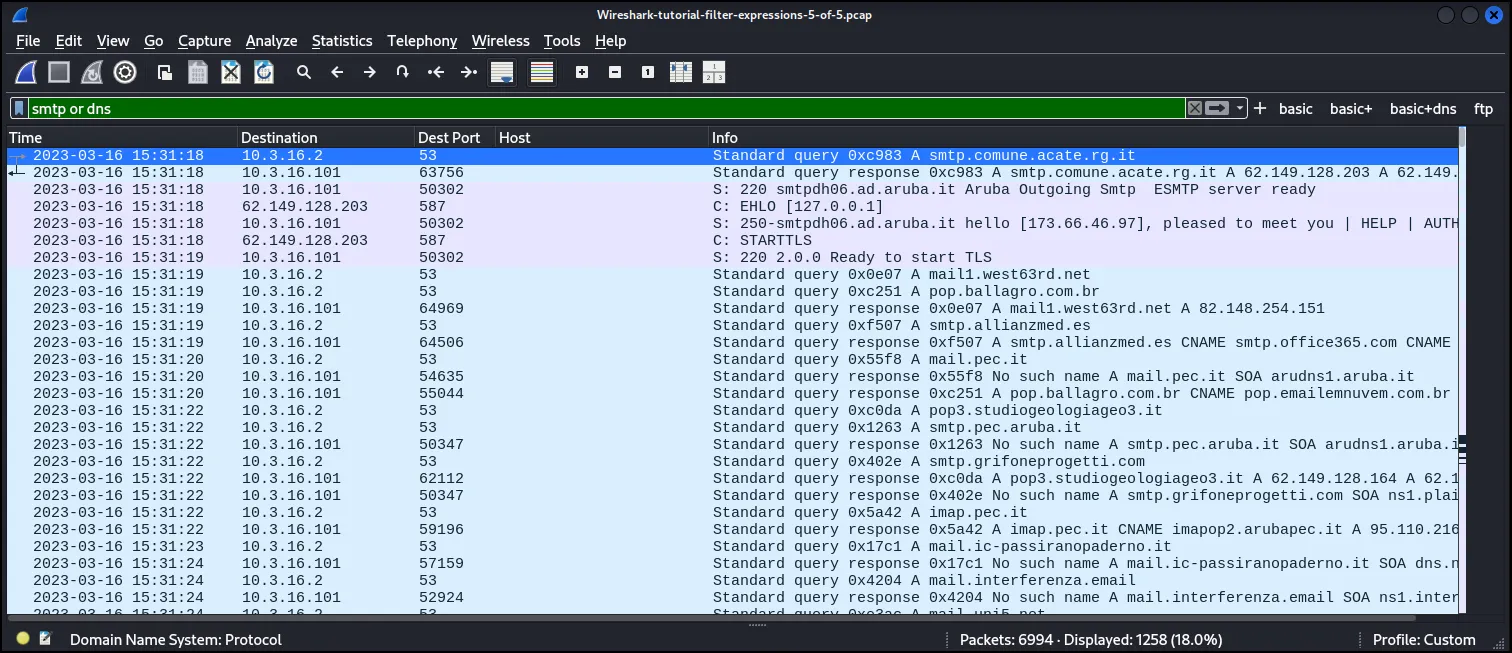 Wireshark-tutorial-filter-expressions-5-of-5.pcap
File Edit View Go Capture Analyze Statistics Telephony Wireless Tools Help
smtp or dns + basic basic+ basic+dns ftp
Time Destination Dest Port Host Info
2023-03-16 15:31:18 10.3.16.2 53 Standard query 0xc983 A smtp.comune.acate.rg.it
2023-03-16 15:31:18 10.3.16.101 63756 Standard query response 0xc983 A smtp.comune.acate.rg.it A 62.149.128.203 A 62.149.
2023-03-16 15:31:18 10.3.16.101 50302 S: 220 smtpdh06.ad.aruba.it Aruba Outgoing Smtp  ESMTP server ready
2023-03-16 15:31:18 62.149.128.203 587 C: EHLO [127.0.0.1]
2023-03-16 15:31:18 10.3.16.101 50302 S: 250-smtpdh06.ad.aruba.it hello [173.66.46.97], pleased to meet you | HELP | AUTH
2023-03-16 15:31:18 62.149.128.203 587 C: STARTTLS
2023-03-16 15:31:18 10.3.16.101 50302 S: 220 2.0.0 Ready to start TLS
2023-03-16 15:31:19 10.3.16.2 53 Standard query 0x0e07 A mail1.west63rd.net
2023-03-16 15:31:19 10.3.16.2 53 Standard query 0xc251 A pop.ballagro.com.br
2023-03-16 15:31:19 10.3.16.101 64969 Standard query response 0x0e07 A mail1.west63rd.net A 82.148.254.151
2023-03-16 15:31:19 10.3.16.2 53 Standard query 0xf507 A smtp.allianzmed.es
2023-03-16 15:31:19 10.3.16.101 64506 Standard query response 0xf507 A smtp.allianzmed.es CNAME smtp.office365.com CNAME
2023-03-16 15:31:20 10.3.16.2 53 Standard query 0x55f8 A mail.pec.it
2023-03-16 15:31:20 10.3.16.101 54635 Standard query response 0x55f8 No such name A mail.pec.it SOA arudns1.aruba.it
2023-03-16 15:31:20 10.3.16.101 55044 Standard query response 0xc251 A pop.ballagro.com.br CNAME pop.emailemnuvem.com.br
2023-03-16 15:31:22 10.3.16.2 53 Standard query 0xc0da A pop3.studiogeologiageo3.it
2023-03-16 15:31:22 10.3.16.2 53 Standard query 0x1263 A smtp.pec.aruba.it
2023-03-16 15:31:22 10.3.16.101 50347 Standard query response 0x1263 No such name A smtp.pec.aruba.it SOA arudns1.aruba.i
2023-03-16 15:31:22 10.3.16.2 53 Standard query 0x402e A smtp.grifoneprogetti.com
2023-03-16 15:31:22 10.3.16.101 62112 Standard query response 0xc0da A pop3.studiogeologiageo3.it A 62.149.128.164 A 62.1
2023-03-16 15:31:22 10.3.16.101 50347 Standard query response 0x402e No such name A smtp.grifoneprogetti.com SOA ns1.plai
2023-03-16 15:31:22 10.3.16.2 53 Standard query 0x5a42 A imap.pec.it
2023-03-16 15:31:22 10.3.16.101 59196 Standard query response 0x5a42 A imap.pec.it CNAME imapop2.arubapec.it A 95.110.216
2023-03-16 15:31:23 10.3.16.2 53 Standard query 0x17c1 A mail.ic-passiranopaderno.it
2023-03-16 15:31:24 10.3.16.101 57159 Standard query response 0x17c1 No such name A mail.ic-passiranopaderno.it SOA dns.n
2023-03-16 15:31:24 10.3.16.2 53 Standard query 0x4204 A mail.interferenza.email
2023-03-16 15:31:24 10.3.16.101 52924 Standard query response 0x4204 No such name A mail.interferenza.email SOA ns1.inter
2023-03-16 15:31:24 10.3.16.2 53 Standard query
Domain Name System: Protocol Packets: 6994 · Displayed: 1258 (18.0%) Profile: Custom